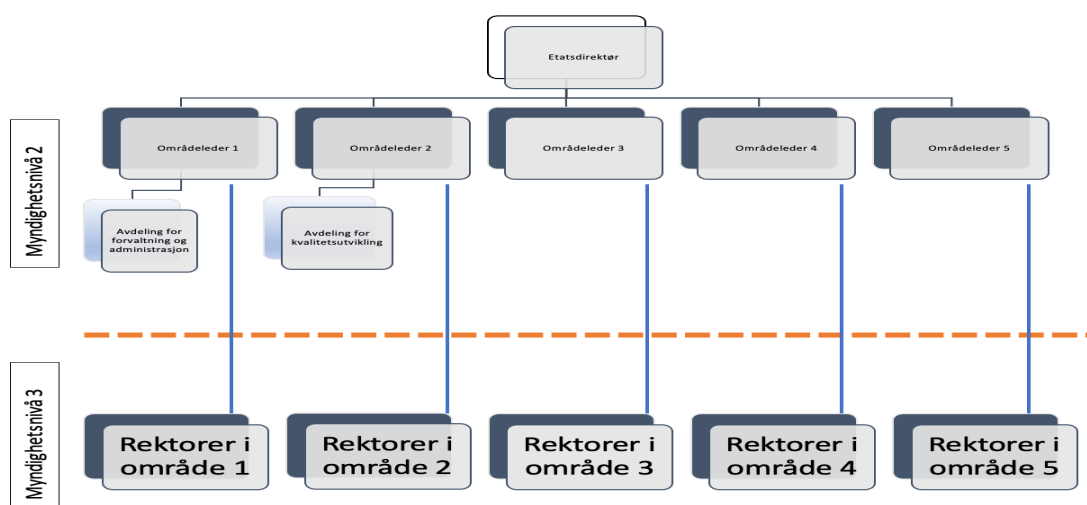 Etatsdirektør
Myndighetsnivå 2
Områdeleder 1
Områdeleder 2
Områdeleder 3
Områdeleder 4
Områdeleder 5
Avdeling for
forvaltning og
administrasjon
Avdeling for
kvalitetsutvikling
Myndighetsnivå 3
Rektorer i
område 1
Rektorer i
område 2
Rektorer i
område 3
Rektorer i
område 4
Rektorer i
område 5